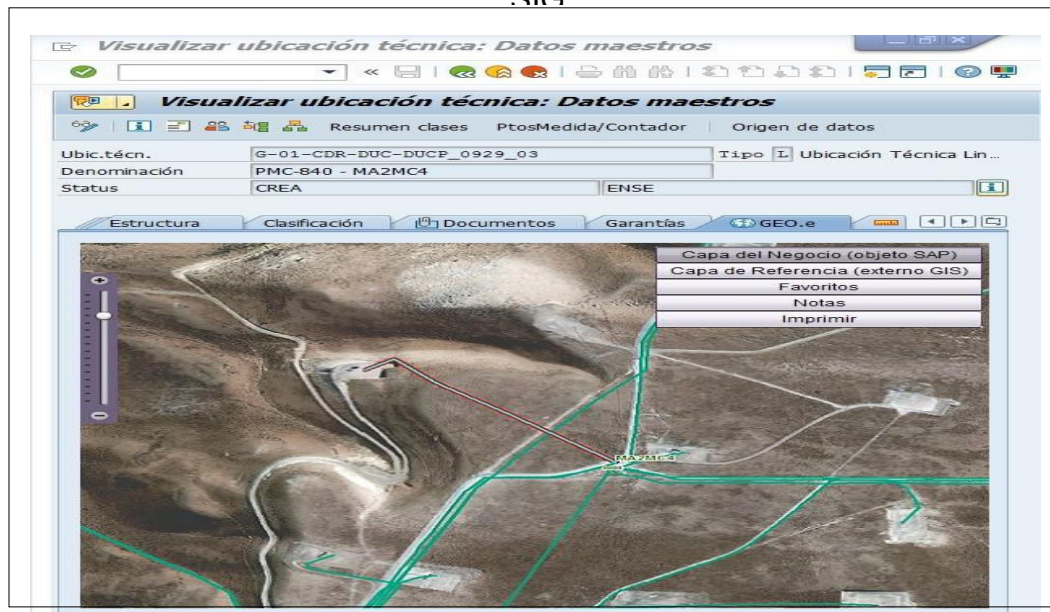 SIG
Visualizar ubicación técnica: Datos maestros
Visualizar ubicación técnica: Datos maestros
Resumen clases PtosMedida/Contador Origen de datos
Ubic.técn. G-01-CDR-DUC-DUCP_0929_03 Tipo L Ubicación Técnica Lin...
Denominación PMC-840 - MA2MC4
Status CREA ENSE
Estructura Clasificación Documentos Garantías GEO.e
Capa del Negocio (objeto SAP)
Capa de Referencia (externo GIS)
Favoritos
Notas
Imprimir
MA2MC4